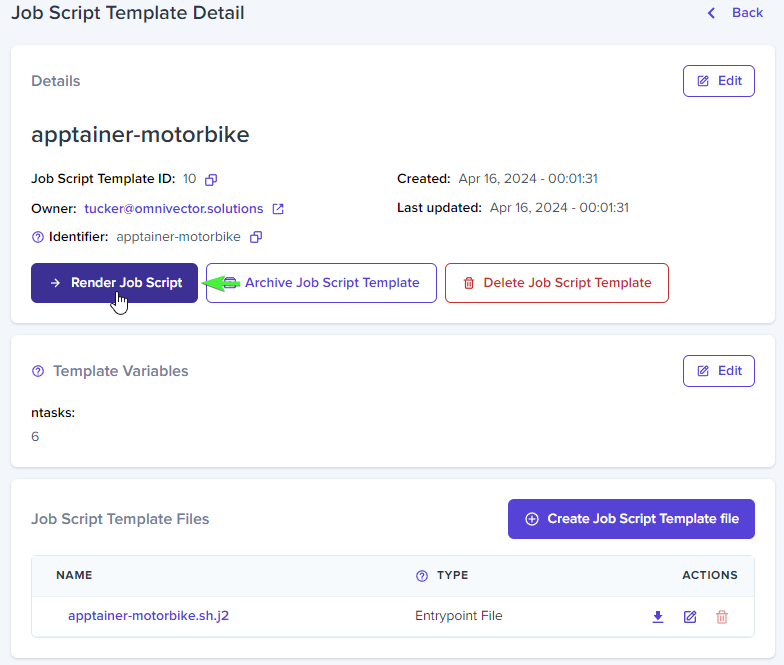 Job Script Template Detail
Back
Details
Edit
apptainer-motorbike
Job Script Template ID: 10
Created: Apr 16, 2024 - 00:01:31
Owner: tucker@omnivector.solutions
Last updated: Apr 16, 2024 - 00:01:31
Identifier: apptainer-motorbike
Render Job Script
Archive Job Script Template
Delete Job Script Template
Template Variables
Edit
ntasks:
6
Job Script Template Files
Create Job Script Template file
NAME
TYPE
ACTIONS
apptainer-motorbike.sh.j2
Entrypoint File